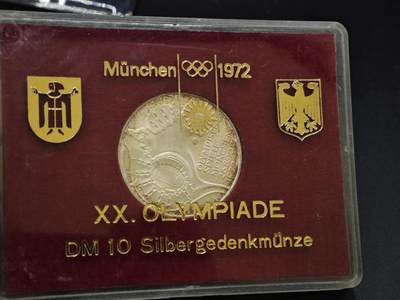 München 1972
XX. OLYMPIADE
DM 10 Silbergedenkmünze